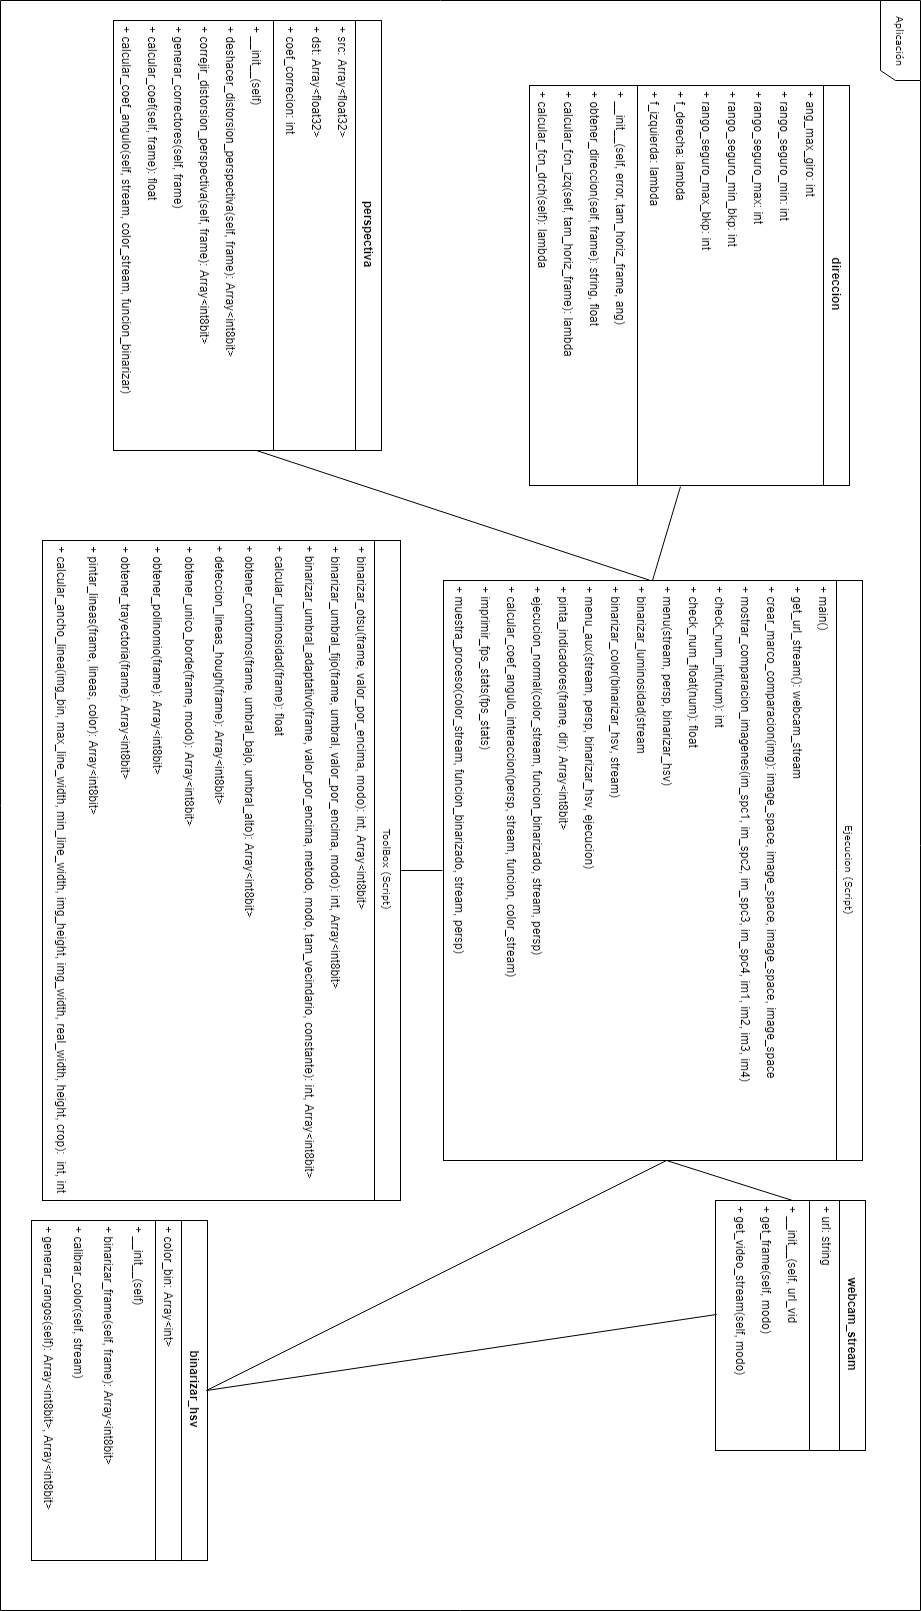 Aplicación
perspectiva
+ src: Array<float32>
+ dst: Array<float32>
+ coef_correcion: int
+ __init__(self)
+ deshacer_distorsion_perspectiva(self, frame): Array<int8bit>
+ correjir_distorsion_perspectiva(self, frame): Array<int8bit>
+ generar_correctores(self, frame)
+ calcular_coef(self, frame): float
+ calcular_coef_angulo(self, stream, color_stream, funcion_binarizar)
direccion
+ ang_max_giro: int
+ rango_seguro_min: int
+ rango_seguro_max: int
+ rango_seguro_min_bkp: int
+ rango_seguro_max_bkp: int
+ f_derecha: lambda
+ f_izquierda: lambda
+ __init__(self, error, tam_horiz_frame, ang)
+ obtener_direccion(self, frame): string, float
+ calcular_fcn_izq(self, tam_horiz_frame): lambda
+ calcular_fcn_drch(self): lambda
Ejecucion (Script)
+ main()
+ get_url_stream(): webcam_stream
+ crear_marco_comparacion(img): image_space, image_space, image_space, image_space
+ mostrar_comparacion_imagenes(im_spc1, im_spc2, im_spc3, im_spc4, im1, im2, im3, im4)
+ check_num_int(num): int
+ check_num_float(num): float
+ menu(stream, persp, binarizar_hsv)
+ binarizar_luminosidad(stream
+ binarizar_color(binarizar_hsv, stream)
+ menu_aux(stream, persp, binarizar_hsv, ejecucion)
+ pinta_indicadores(frame, dir): Array<int8bit>
+ ejecucion_normal(color_stream, funcion_binarizado, stream, persp)
+ calcular_coef_angulo_interaccion(persp, stream, funcion, color_stream)
+ imprimir_fps_stats(fps_stats)
+ muestra_proceso(color_stream, funcion_binarizado, stream, persp)
ToolBox (Script)
+ binarizar_otsu(frame, valor_por_encima, modo): int, Array<int8bit>
+ binarizar_umbral_fijo(frame, umbral, valor_por_encima, modo): int, Array<int8bit>
+ binarizar_umbral_adaptativo(frame, valor_por_encima, metodo, modo, tam_vecindario, constante): int, Array<int8bit>
+ calcular_luminosidad(frame): float
+ obtener_contornos(frame, umbral_bajo, umbral_alto): Array<int8bit>
+ deteccion_lineas_hough(frame): Array<int8bit>
+ obtener_unico_borde(frame, modo): Array<int8bit>
+ obtener_polinomio(frame): Array<int8bit>
+ obtener_trayectoria(frame): Array<int8bit>
+ pintar_lineas(frame, lineas, color): Array<int8bit>
+ calcular_ancho_linea(img_bin, max_line_width, min_line_width, img_height, img_width, real_width, height, crop): int, int
webcam_stream
+ url: string
+ __init__(self, url_vid
+ get_frame(self, modo)
+ get_video_stream(self, modo)
binarizar_hsv
+ color_bin: Array<int>
+ __init__(self)
+ binarizar_frame(self, frame): Array<int8bit>
+ calibrar_color(self, stream)
+ generar_rangos(self): Array<int8bit>, Array<int8bit>